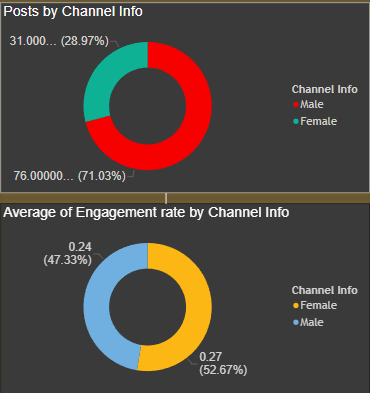 Posts by Channel Info
31.000... (28.97%)
Channel Info
Male
Female
76.00000... (71.03%)
Average of Engagement rate by Channel Info
0.24
(47.33%)
Channel Info
Female
Male
0.27
(52.67%)